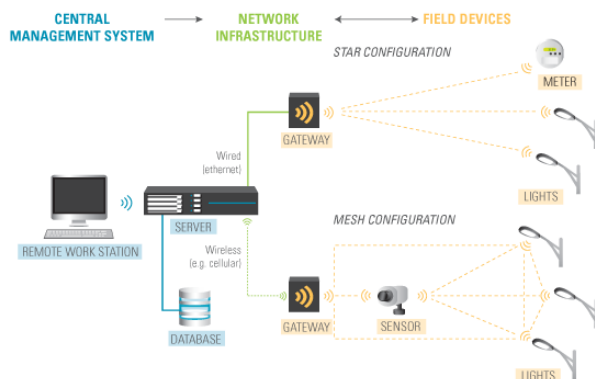 CENTRAL
MANAGEMENT SYSTEM
NETWORK
INFRASTRUCTURE
FIELD DEVICES
STAR CONFIGURATION
METER
GATEWAY
Wired
(ethernet)
LIGHTS
SERVER
MESH CONFIGURATION
REMOTE WORK STATION
Wireless
(e.g. cellular)
GATEWAY
SENSOR
DATABASE
LIGHTS